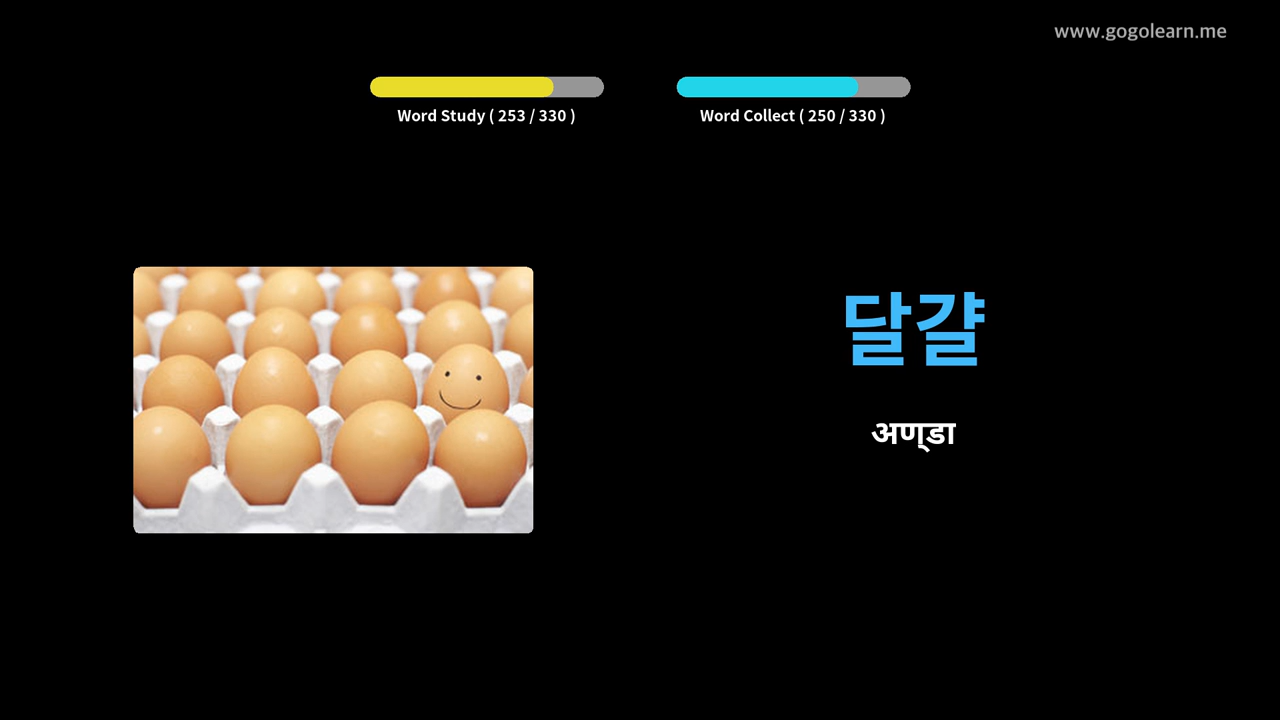 www.gogolearn.me
Word Study ( 253 / 330 )
Word Collect ( 250 / 330 )
달걀
अण्‌डा